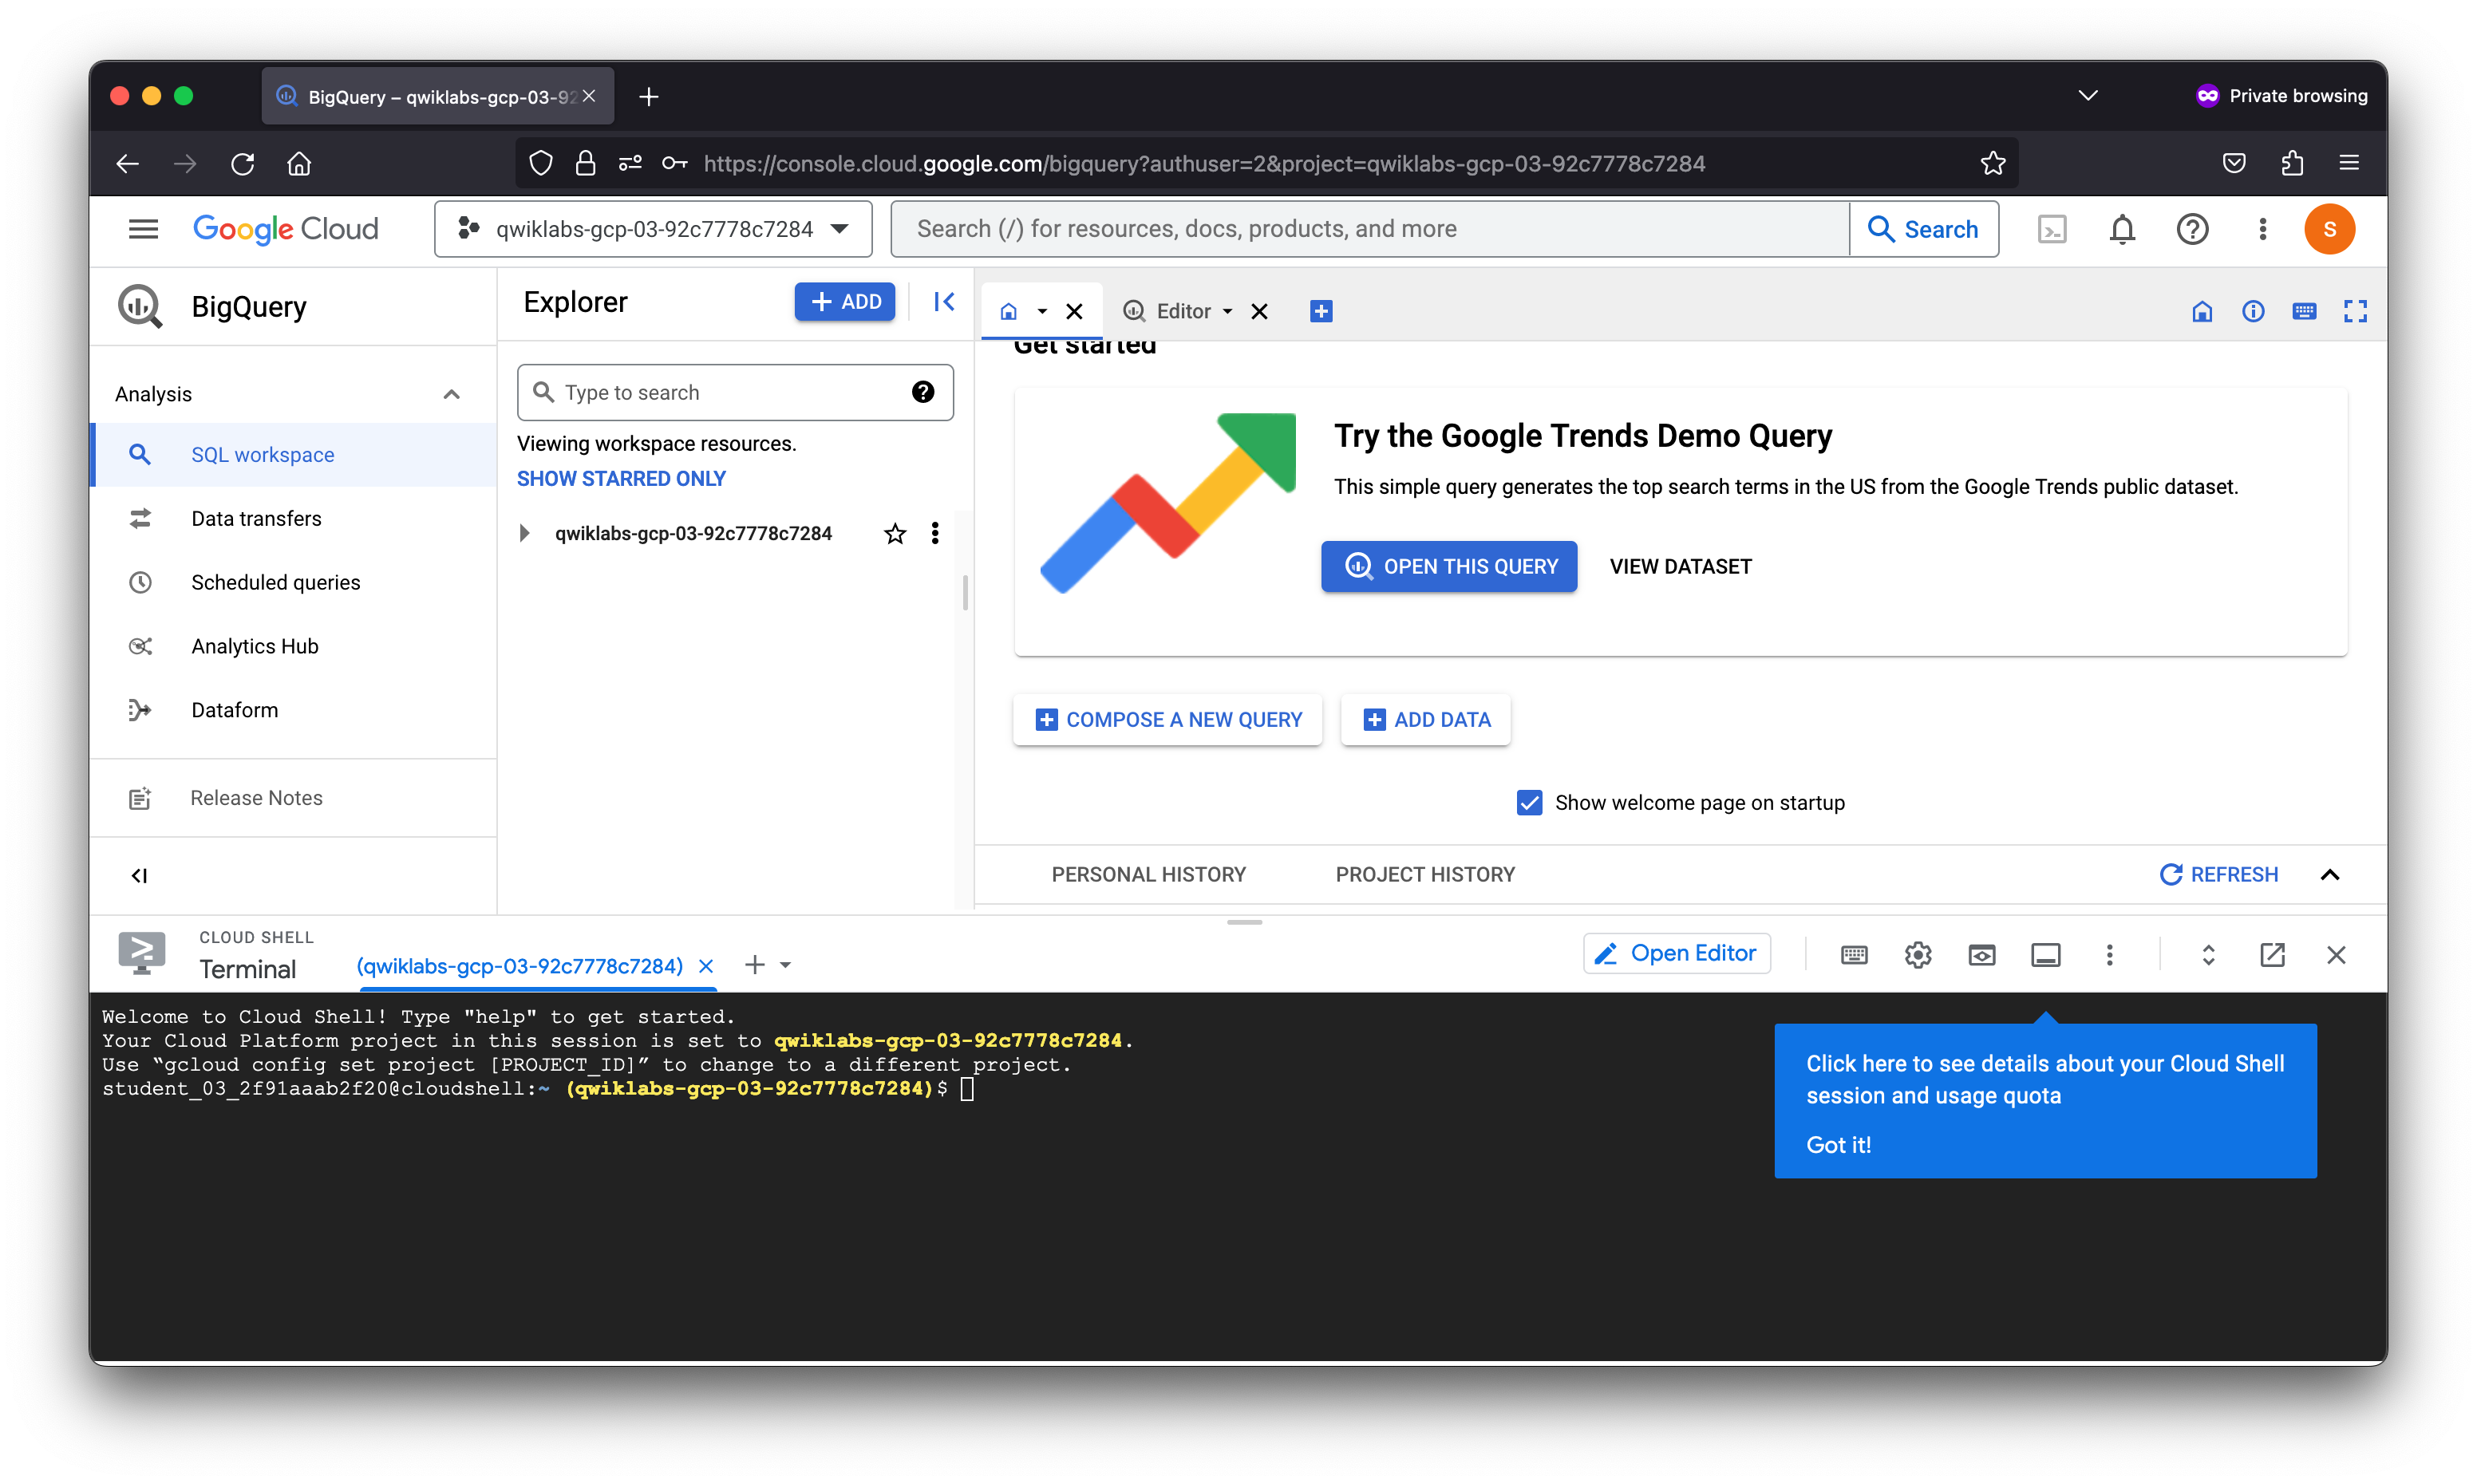 BigQuery – qwiklabs-gcp-03-92
Private browsing
https://console.cloud.google.com/bigquery?authuser=2&project=qwiklabs-gcp-03-92c7778c7284
Google Cloud
qwiklabs-gcp-03-92c7778c7284
Search (/) for resources, docs, products, and more
Search
S
BigQuery
Explorer
ADD
Editor
Analysis
SQL workspace
Data transfers
Scheduled queries
Analytics Hub
Dataform
Release Notes
Type to search
Viewing workspace resources.
SHOW STARRED ONLY
qwiklabs-gcp-03-92c7778c7284
Get started
Try the Google Trends Demo Query
This simple query generates the top search terms in the US from the Google Trends public dataset.
OPEN THIS QUERY
VIEW DATASET
COMPOSE A NEW QUERY
ADD DATA
Show welcome page on startup
PERSONAL HISTORY
PROJECT HISTORY
REFRESH
CLOUD SHELL
Terminal
(qwiklabs-gcp-03-92c7778c7284)
Open Editor
Welcome to Cloud Shell! Type "help" to get started.
Your Cloud Platform project in this session is set to qwiklabs-gcp-03-92c7778c7284.
Use “gcloud config set project [PROJECT_ID]” to change to a different project.
student_03_2f91aaab2f20@cloudshell:~ (qwiklabs-gcp-03-92c7778c7284)$
Click here to see details about your Cloud Shell
session and usage quota
Got it!